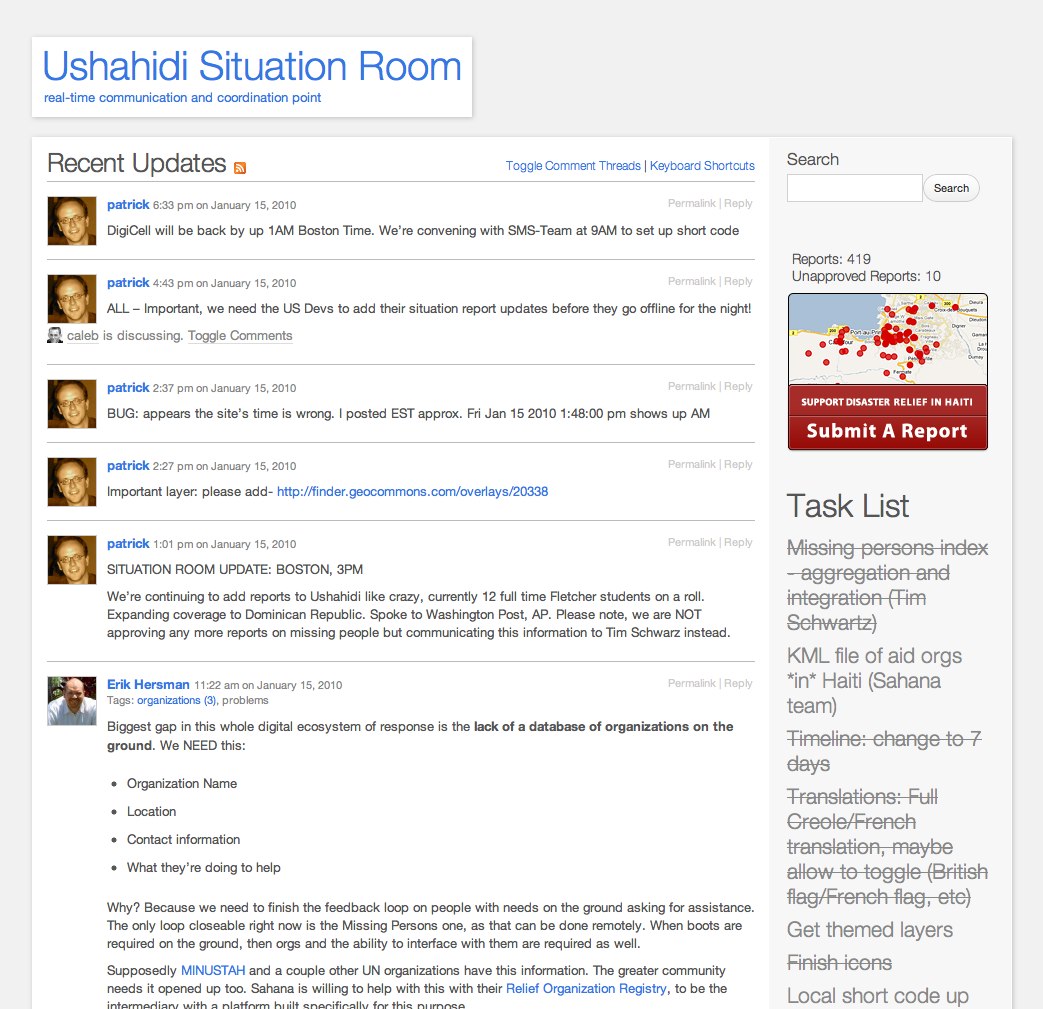 Ushahidi Situation Room
real-time communication and coordination point
Recent Updates
Toggle Comment Threads | Keyboard Shortcuts
patrick 6:33 pm on January 15, 2010
Permalink | Reply
DigiCell will be back by up 1AM Boston Time. We're convening with SMS-Team at 9AM to set up short code
patrick 4:43 pm on January 15, 2010
Permalink | Reply
ALL – Important, we need the US Devs to add their situation report updates before they go offline for the night!
caleb is discussing. Toggle Comments
patrick 2:37 pm on January 15, 2010
Permalink | Reply
BUG: appears the site's time is wrong. I posted EST approx. Fri Jan 15 2010 1:48:00 pm shows up AM
patrick 2:27 pm on January 15, 2010
Permalink | Reply
Important layer: please add- http://finder.geocommons.com/overlays/20338
patrick 1:01 pm on January 15, 2010
Permalink | Reply
SITUATION ROOM UPDATE: BOSTON, 3PM
We're continuing to add reports to Ushahidi like crazy, currently 12 full time Fletcher students on a roll.
Expanding coverage to Dominican Republic. Spoke to Washington Post, AP. Please note, we are NOT
approving any more reports on missing people but communicating this information to Tim Schwarz instead.
Erik Hersman 11:22 am on January 15, 2010
Permalink | Reply
Tags: organizations (3), problems
Biggest gap in this whole digital ecosystem of response is the lack of a database of organizations on the
ground. We NEED this:
• Organization Name
• Location
• Contact information
• What they're doing to help
Why? Because we need to finish the feedback loop on people with needs on the ground asking for assistance.
The only loop closeable right now is the Missing Persons one, as that can be done remotely. When boots are
required on the ground, then orgs and the ability to interface with them are required as well.
Supposedly MINUSTAH and a couple other UN organizations have this information. The greater community
needs it opened up too. Sahana is willing to help with this with their Relief Organization Registry, to be the
intermediary with a platform built specifically for this purpose.
Search
Search
Reports: 419
Unapproved Reports: 10
SUPPORT DISASTER RELIEF IN HAITI
Submit A Report
Task List
Missing persons index
- aggregation and
integration (Tim
Schwartz)
KML file of aid orgs
*in* Haiti (Sahana
team)
Timeline: change to 7
days
Translations: Full
Creole/French
translation, maybe
allow to toggle (British
flag/French flag, etc)
Get themed layers
Finish icons
Local short code up